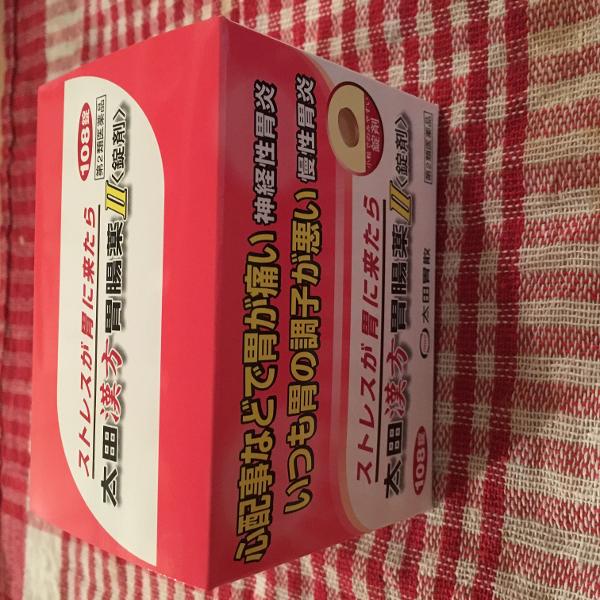 ストレスが胃に来たら
太田漢方胃腸薬II〈錠剤〉
第2類医薬品
108錠
心配事などで胃が痛い 神経性胃炎
いつも胃の調子が悪い 慢性胃炎
錠剤
ストレスが胃に来たら
太田漢方胃腸薬II〈錠剤〉
第2類医薬品
108錠
太田胃散